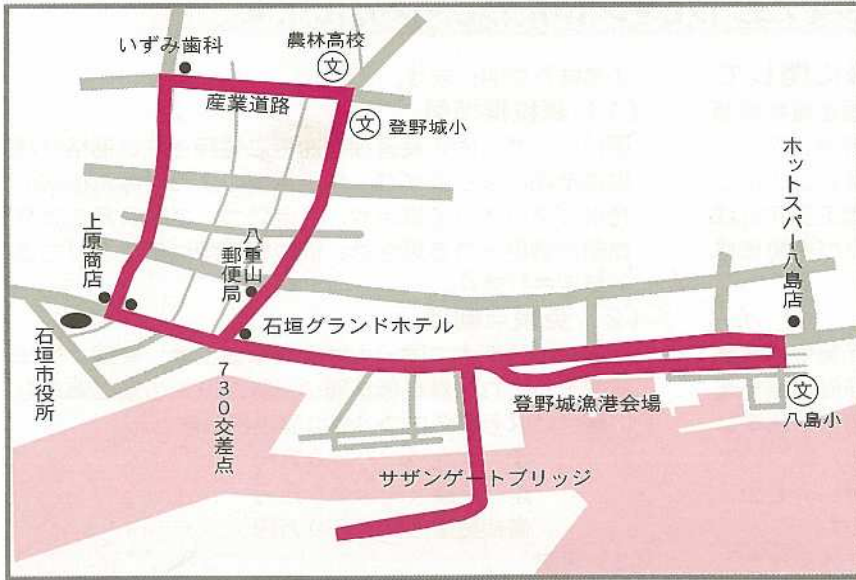 いずみ歯科
農林高校
文
産業道路
文
登野城小
ホットスパー八島店
上原商店
八重山
郵便局
石垣グランドホテル
石垣市役所
730交差点
登野城漁港会場
文
八島小
サザンゲートブリッジ